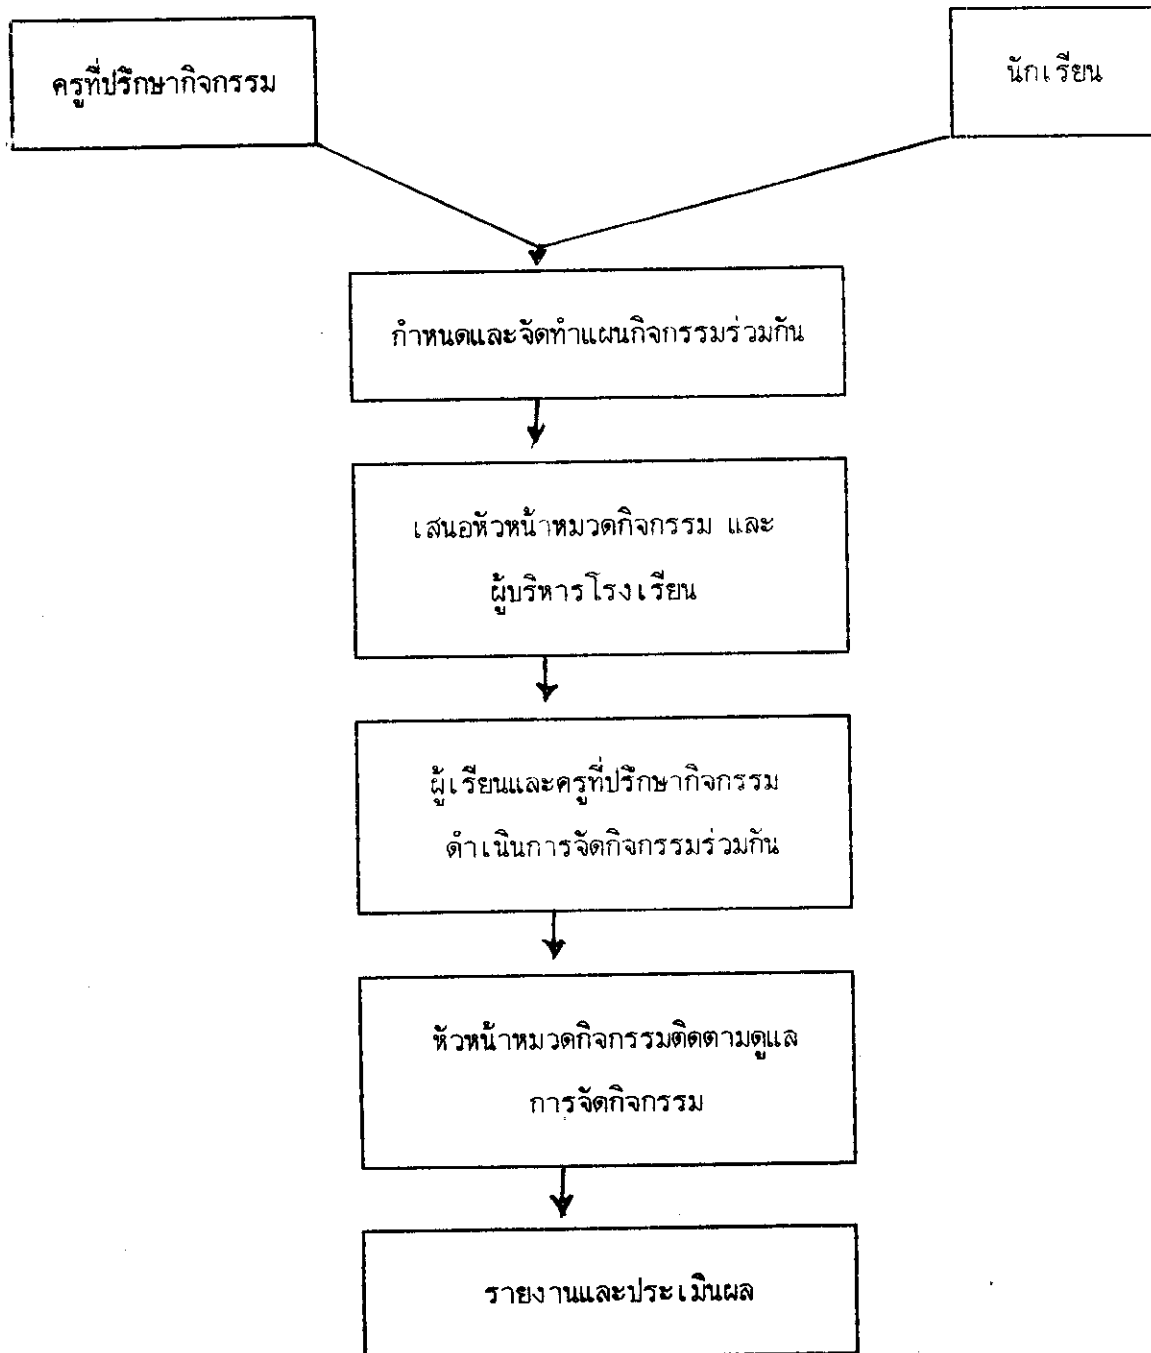 ครูที่ปรึกษากิจกรรม
นักเรียน
กำหนดและจัดทำแผนกิจกรรมร่วมกัน
เสนอหัวหน้าหมวดกิจกรรม และ
ผู้บริหารโรงเรียน
ผู้เรียนและครูที่ปรึกษากิจกรรม
ดำเนินการจัดกิจกรรมร่วมกัน
หัวหน้าหมวดกิจกรรมติดตามดูแล
การจัดกิจกรรม
รายงานและประเมินผล